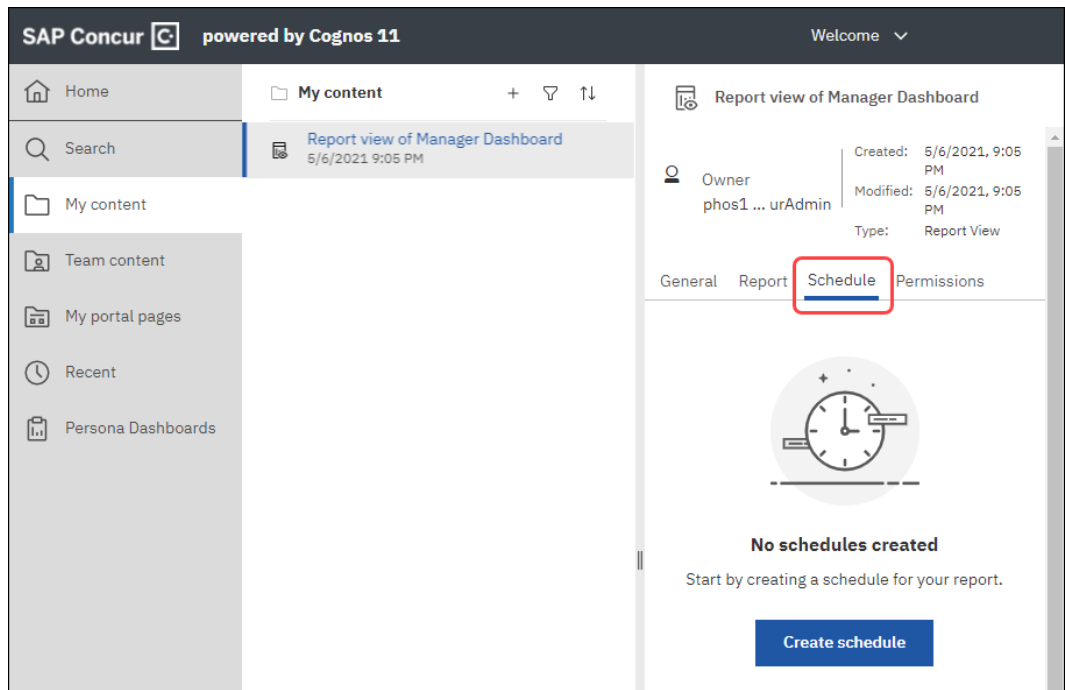 SAP Concur C powered by Cognos 11
Welcome
Home
Search
My content
Team content
My portal pages
Recent
Persona Dashboards
My content
Report view of Manager Dashboard
5/6/2021 9:05 PM
Report view of Manager Dashboard
Owner
phos1 ... urAdmin
Created: 5/6/2021, 9:05
PM
Modified: 5/6/2021, 9:05
PM
Type: Report View
General Report Schedule Permissions
No schedules created
Start by creating a schedule for your report.
Create schedule